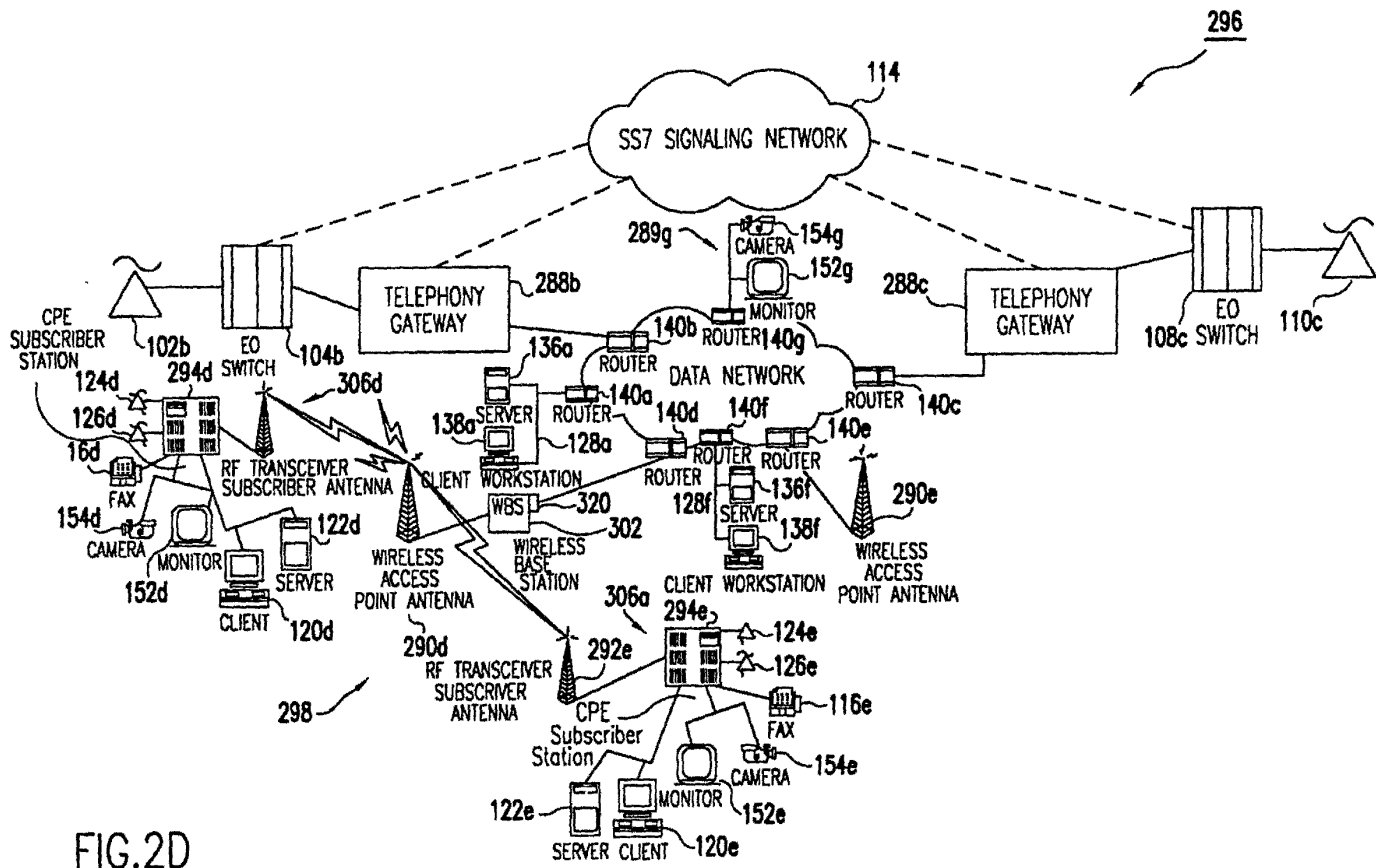 296
114
SS7 SIGNALING NETWORK
289g
154g
CAMERA
152g
MONITOR
288b
TELEPHONY
GATEWAY
288c
TELEPHONY
GATEWAY
108c
EO
SWITCH
110c
CPE
SUBSCRIBER
STATION
102b
EO
SWITCH
104b
140b
ROUTER
ROUTER
140g
136a
SERVER
140a
ROUTER
DATA NETWORK
ROUTER
140c
124d
294d
126d
16d
FAX
306d
RF TRANSCEIVER
SUBSCRIBER ANTENNA
138a
128a
CLIENT WORKSTATION
140d
ROUTER
140f
ROUTER
140e
ROUTER
290e
WIRELESS
ACCESS
POINT ANTENNA
128f
136f
SERVER
138f
CLIENT WORKSTATION
154d
CAMERA
MONITOR
152d
122d
SERVER
CLIENT
120d
WIRELESS
ACCESS
POINT ANTENNA
290d
WBS
320
302
WIRELESS
BASE
STATION
306a
294e
124e
126e
292e
RF TRANSCEIVER
SUBSCRIVER
ANTENNA
298
CPE
Subscriber
Station
116e
FAX
CAMERA
154e
MONITOR
152e
122e
SERVER
CLIENT
120e
FIG.2D